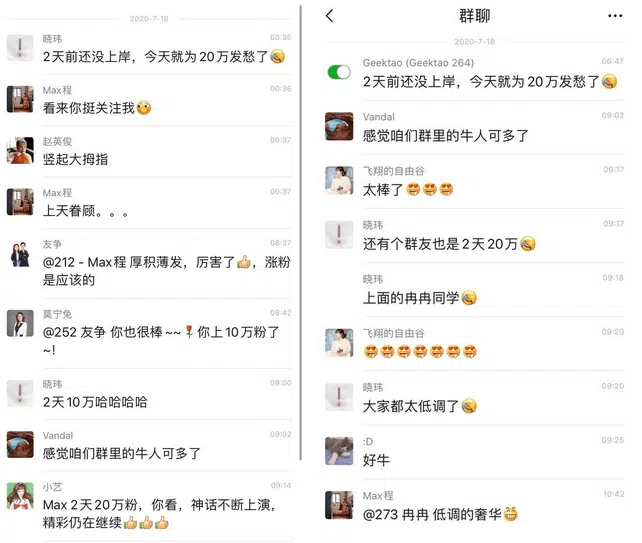 2020-7-18
晓玮
00:35
2天前还没上岸，今天就为20万发愁了
Max程
00:36
看来你挺关注我
赵英俊
00:37
竖起大拇指
Max程
00:37
上天眷顾。。。
友争
08:37
@212 - Max程 厚积薄发，厉害了👍，涨粉
是应该的
莫宁兔
08:42
@252 友争 你也很棒~~🌹你上10万粉了
~!
晓玮
09:00
2天10万哈哈哈哈
Vandal
09:02
感觉咱们群里的牛人可多了
小艺
09:14
Max 2天20万粉，你看，神话不断上演，
精彩仍在继续👍👍👍
群聊
2020-7-18
Geektao (Geektao 264)
06:47
2天前还没上岸，今天就为20万发愁了
Vandal
09:02
感觉咱们群里的牛人可多了
飞翔的自由谷
09:17
太棒了😍😍😍
晓玮
09:17
还有个群友也是2天20万
晓玮
09:18
上面的冉冉同学
飞翔的自由谷
09:20
😍😍😍😍😍😍😍
晓玮
09:20
大家都太低调了
:D
09:25
好牛
Max程
10:42
@273 冉冉 低调的奢华😁